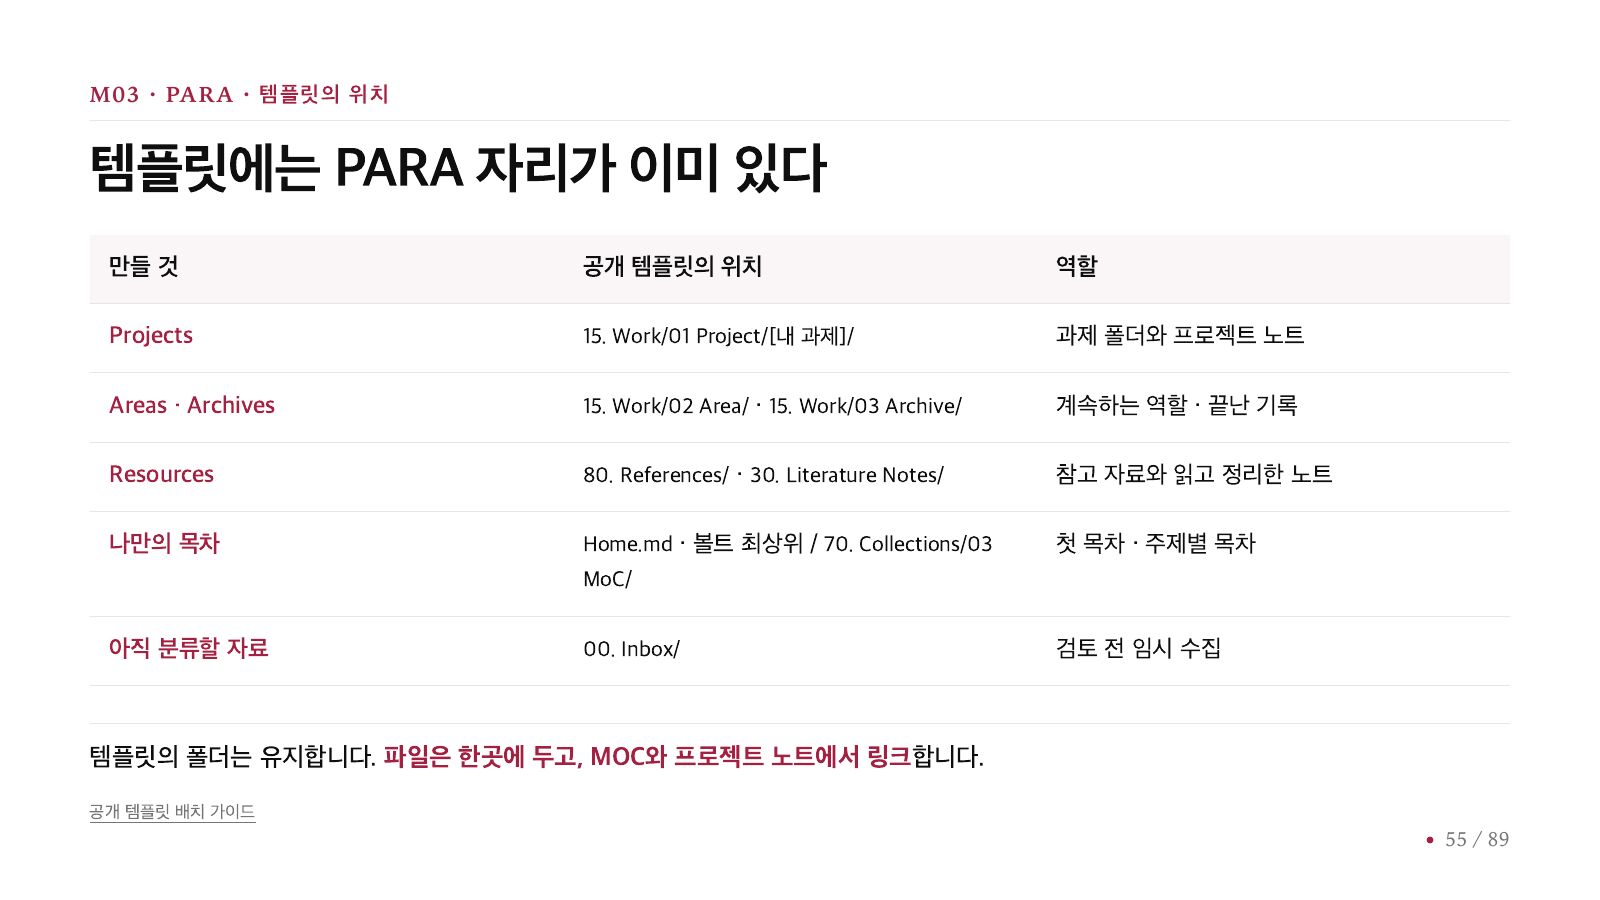 M03 · PARA · 템플릿의 위치
템플릿에는 PARA 자리가 이미 있다
만들 것 공개 템플릿의 위치 역할
Projects 15. Work/01 Project/[내 과제]/ 과제 폴더와 프로젝트 노트
Areas · Archives 15. Work/02 Area/ · 15. Work/03 Archive/ 계속하는 역할 · 끝난 기록
Resources 80. References/ · 30. Literature Notes/ 참고 자료와 읽고 정리한 노트
나만의 목차 Home.md · 볼트 최상위 / 70. Collections/03 첫 목차 · 주제별 목차
MoC/
아직 분류할 자료 00. Inbox/ 검토 전 임시 수집
템플릿의 폴더는 유지합니다. 파일은 한곳에 두고, MOC와 프로젝트 노트에서 링크합니다.
공개 템플릿 배치 가이드
• 55 / 89